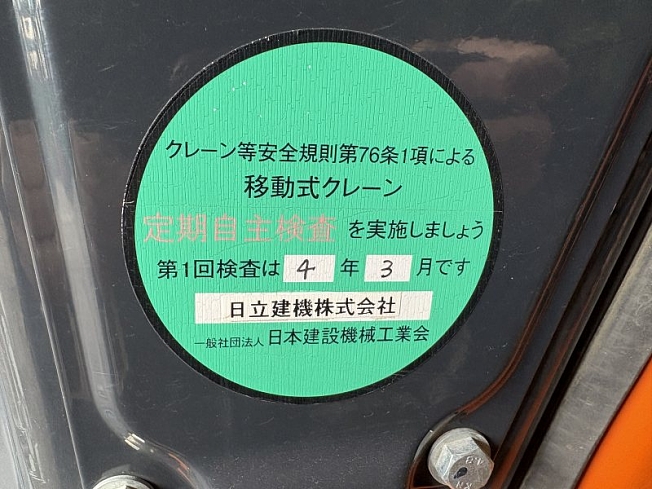 クレーン等安全規則第76条1項による
移動式クレーン
定期自主検査を実施しましょう
第1回検査は 4 年 3 月です
日立建機株式会社
一般社団法人 日本建設機械工業会